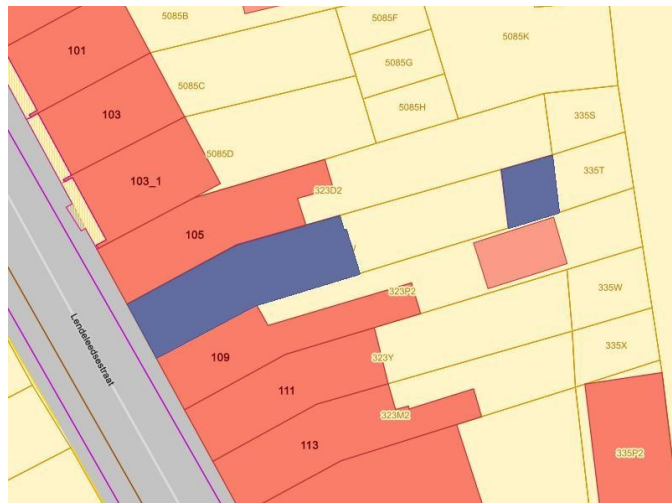 5085B
5085F
5085K
101
5085G
5085C
5085H
103
335S
5085D
335T
103_1
323D2
105
323P2
335W
Lendeleedsestraat
109
323Y
335X
111
323M2
113
335P2